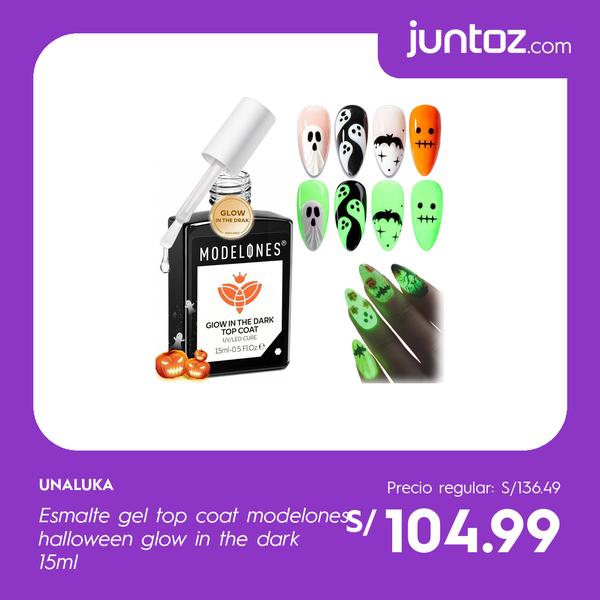 juntoz.com
GLOW
IN THE DRAK
MODELONES®
GLOW IN THE DARK
TOP COAT
UV/LED CURE
15ml-0.5 Fl.Oz. ℮
UNALUKA
Precio regular: S/136.49
Esmalte gel top coat modelones
halloween glow in the dark
15ml
S/ 104.99